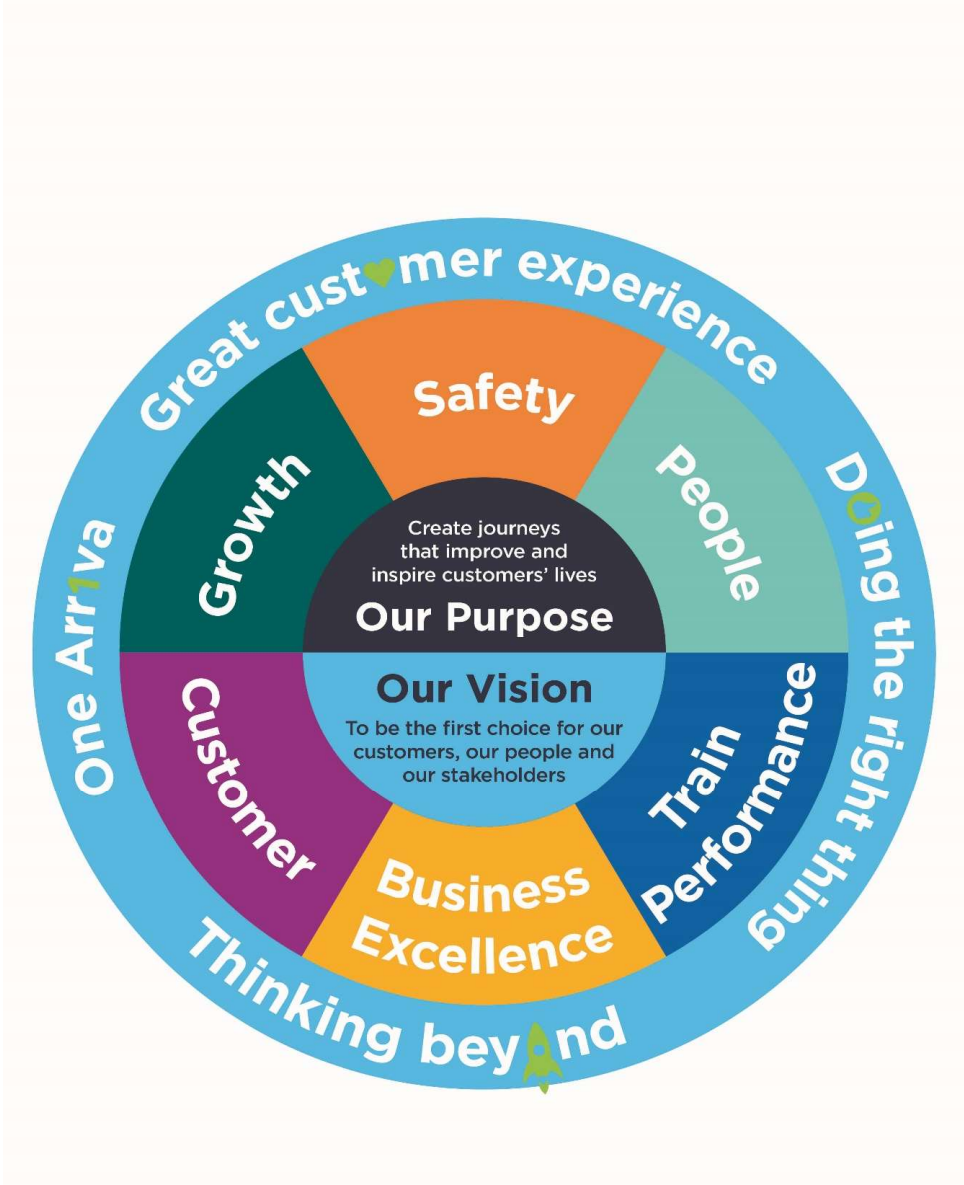 Great customer experience
Doing the right thing
Thinking beyond
One Arr1va
Safety
People
Train
Performance
Business
Excellence
Customer
Growth
Create journeys
that improve and
inspire customers' lives
Our Purpose
Our Vision
To be the first choice for our
customers, our people and
our stakeholders